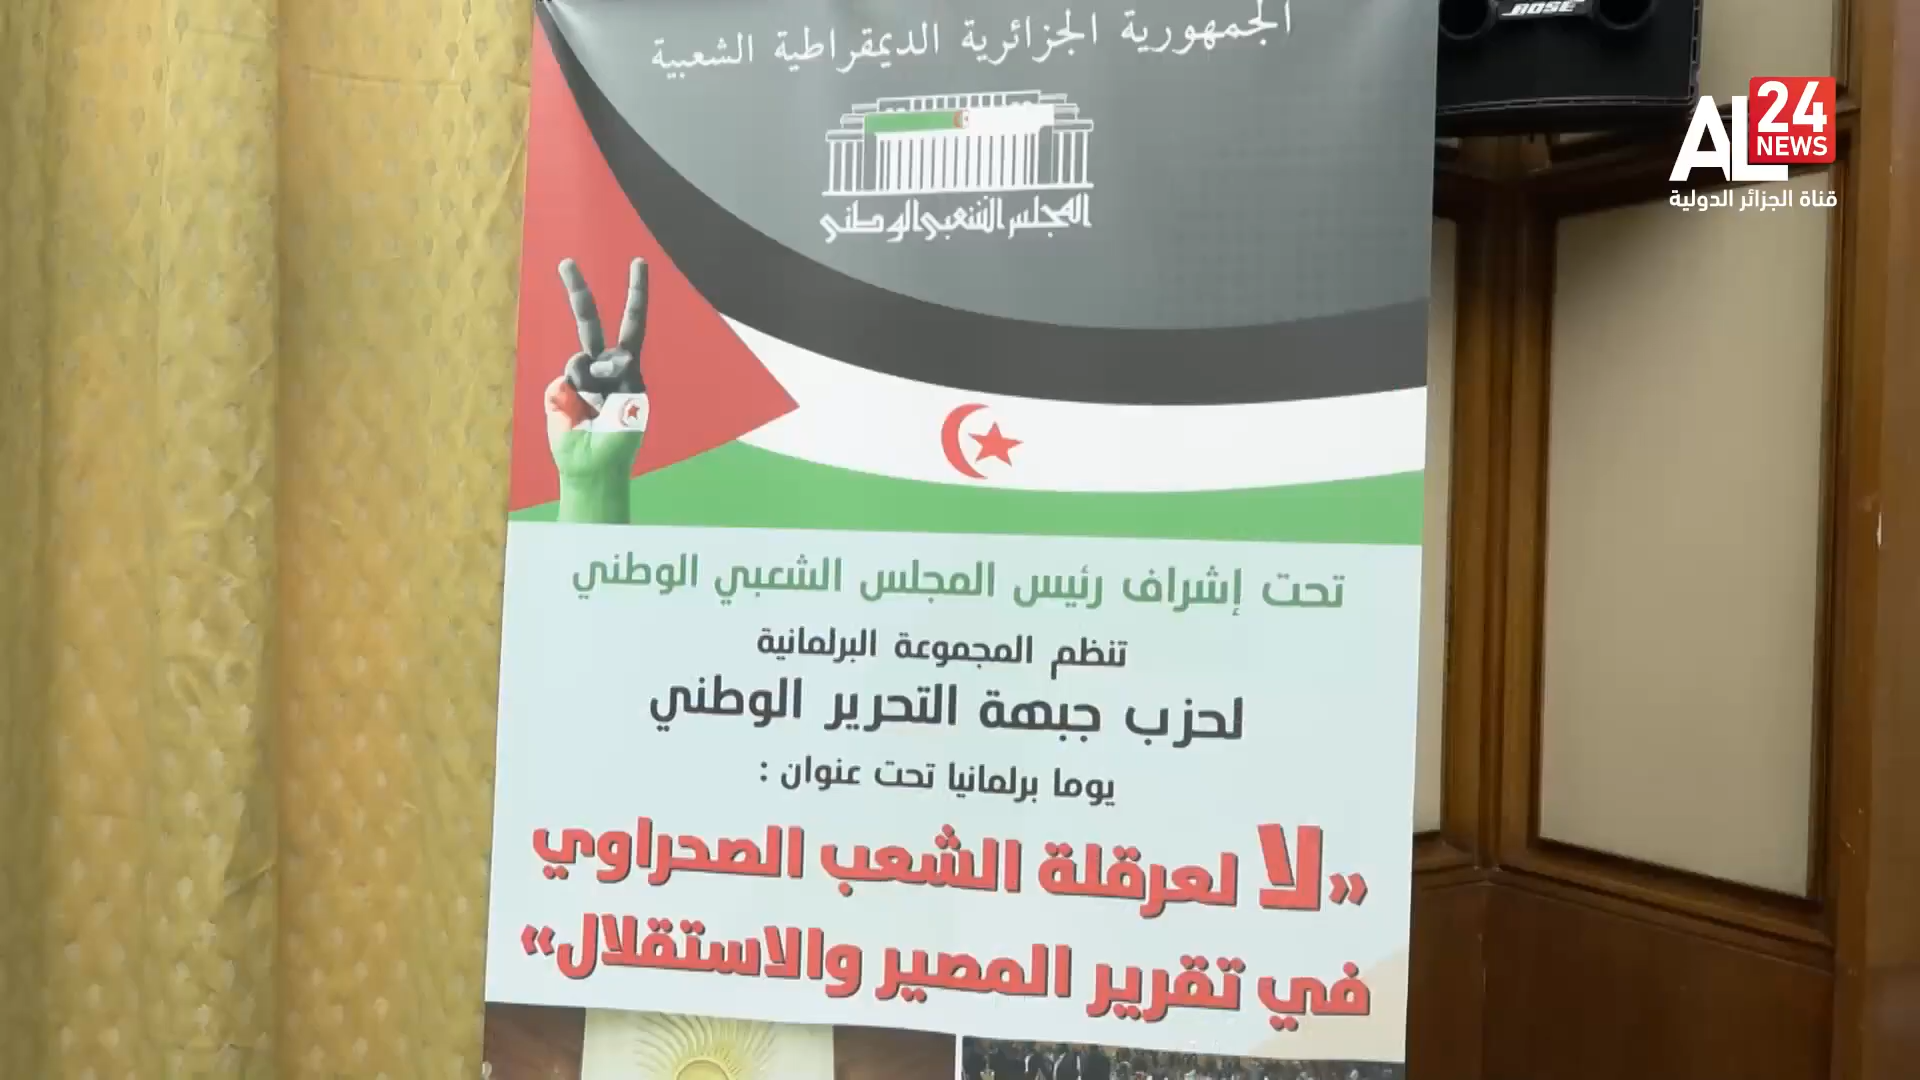 الجمهورية الجزائرية الديمقراطية الشعبية
المجلس الشعبي الوطني
تحت إشراف رئيس المجلس الشعبي الوطني
تنظم المجموعة البرلمانية
لحزب جبهة التحرير الوطني
يوما برلمانيا تحت عنوان :
«لا لعرقلة الشعب الصحراوي
في تقرير المصير والاستقلال»
BOSE
AL 24
NEWS
قناة الجزائر الدولية